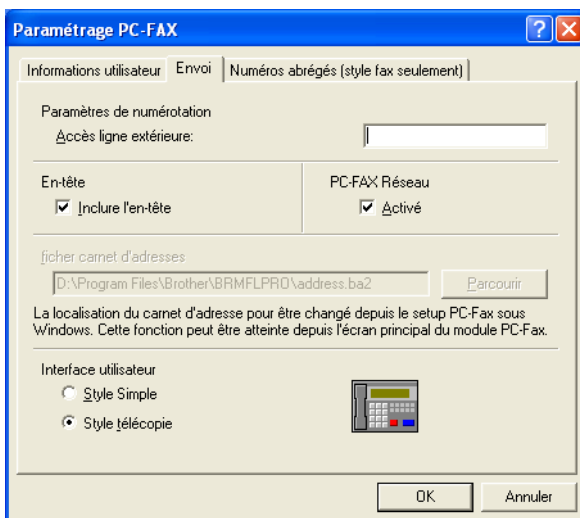 Paramétrage PC-FAX
Informations utilisateur Envoi Numéros abrégés (style fax seulement)
Paramètres de numérotation
Accès ligne extérieure:
En-tête PC-FAX Réseau
Inclure l'en-tête Activé
ficher carnet d'adresses
D:\Program Files\Brother\BRMFLPRO\address.ba2 Parcourir
La localisation du carnet d'adresse pour être changé depuis le setup PC-Fax sous
Windows. Cette fonction peut être atteinte depuis l'écran principal du module PC-Fax.
Interface utilisateur
Style Simple
Style télécopie
OK Annuler